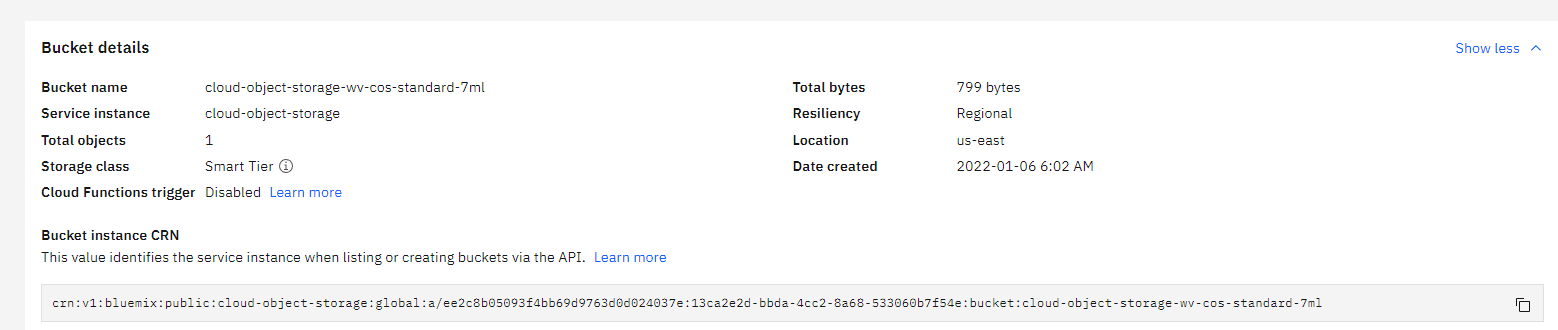 Bucket details
Show less
Bucket name cloud-object-storage-wv-cos-standard-7ml Total bytes 799 bytes
Service instance cloud-object-storage Resiliency Regional
Total objects 1 Location us-east
Storage class Smart Tier Date created 2022-01-06 6:02 AM
Cloud Functions trigger Disabled Learn more
Bucket instance CRN
This value identifies the service instance when listing or creating buckets via the API. Learn more
crn:v1:bluemix:public:cloud-object-storage:global:a/ee2c8b05093f4bb69d9763d0d024037e:13ca2e2d-bbda-4cc2-8a68-533060b7f54e:bucket:cloud-object-storage-wv-cos-standard-7ml